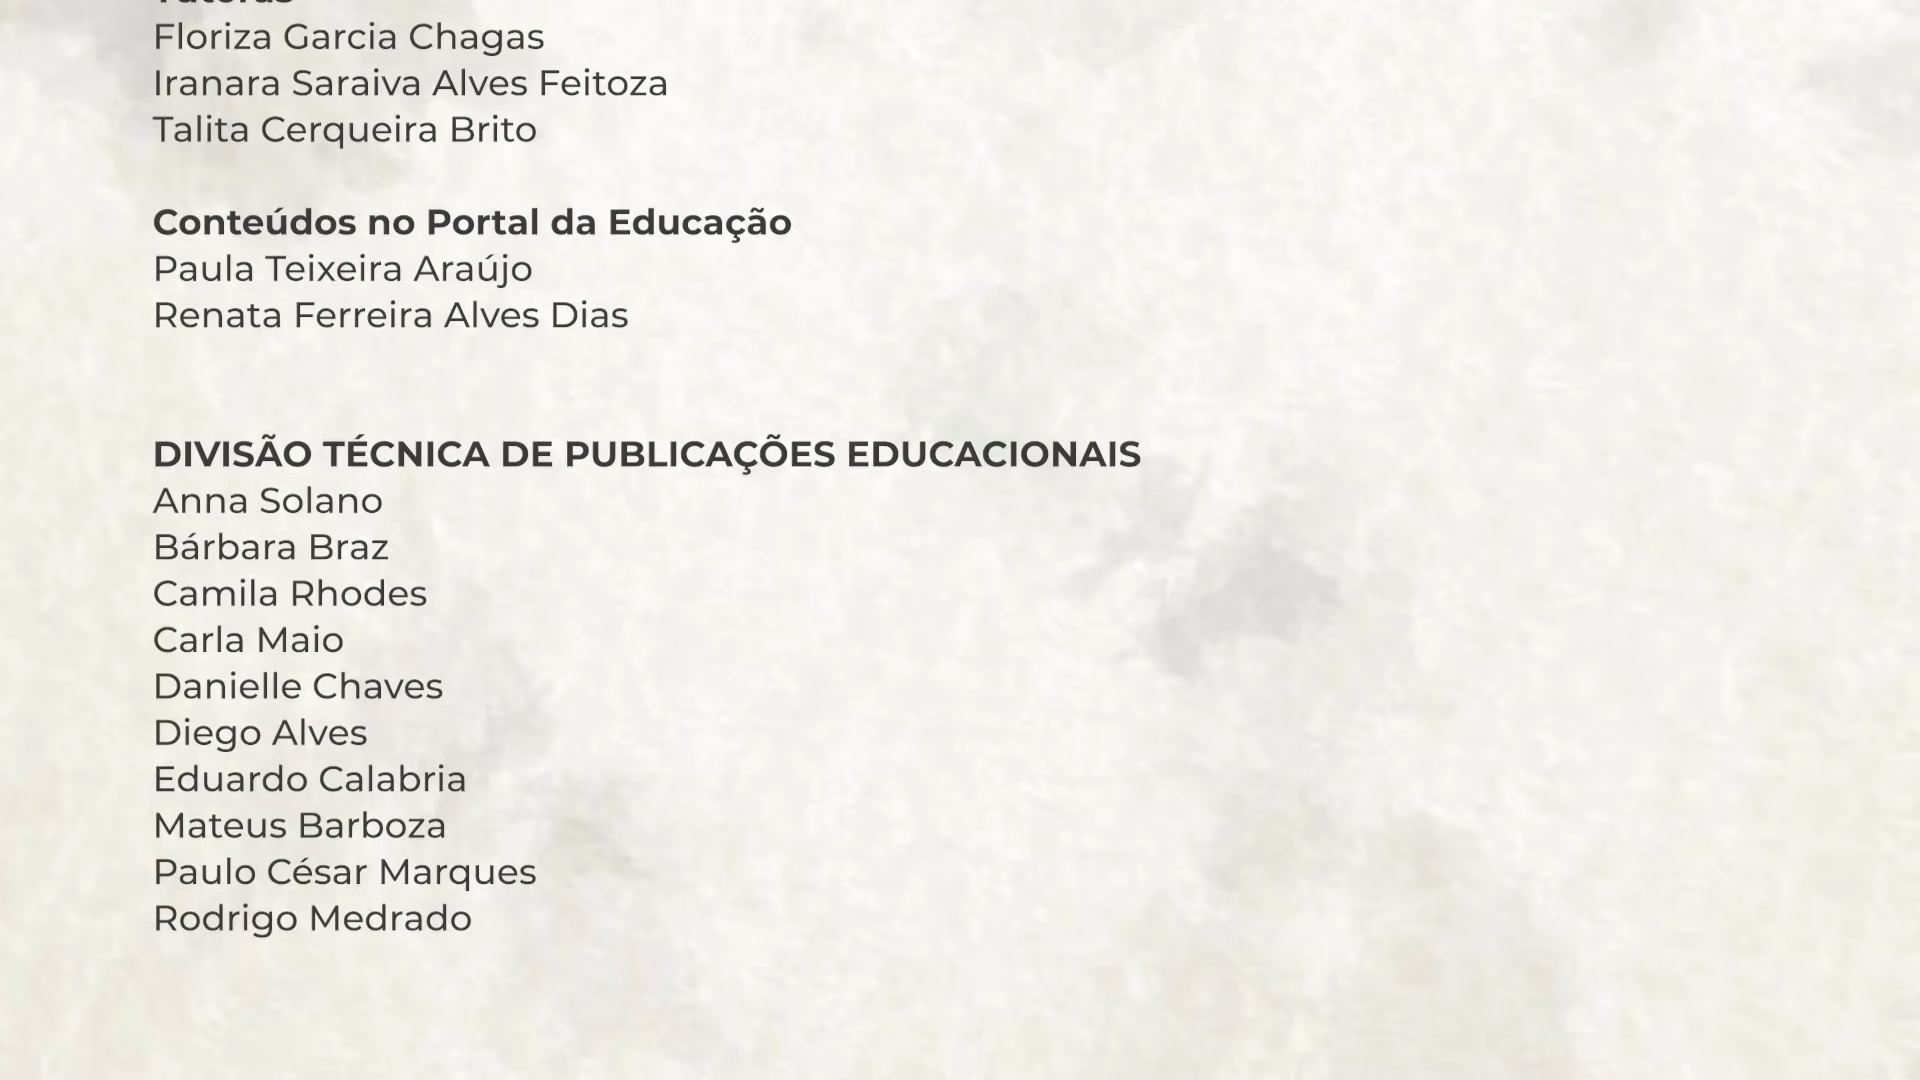 Tutoras
Floriza Garcia Chagas
Iranara Saraiva Alves Feitoza
Talita Cerqueira Brito
Conteúdos no Portal da Educação
Paula Teixeira Araújo
Renata Ferreira Alves Dias
DIVISÃO TÉCNICA DE PUBLICAÇÕES EDUCACIONAIS
Anna Solano
Bárbara Braz
Camila Rhodes
Carla Maio
Danielle Chaves
Diego Alves
Eduardo Calabria
Mateus Barboza
Paulo César Marques
Rodrigo Medrado